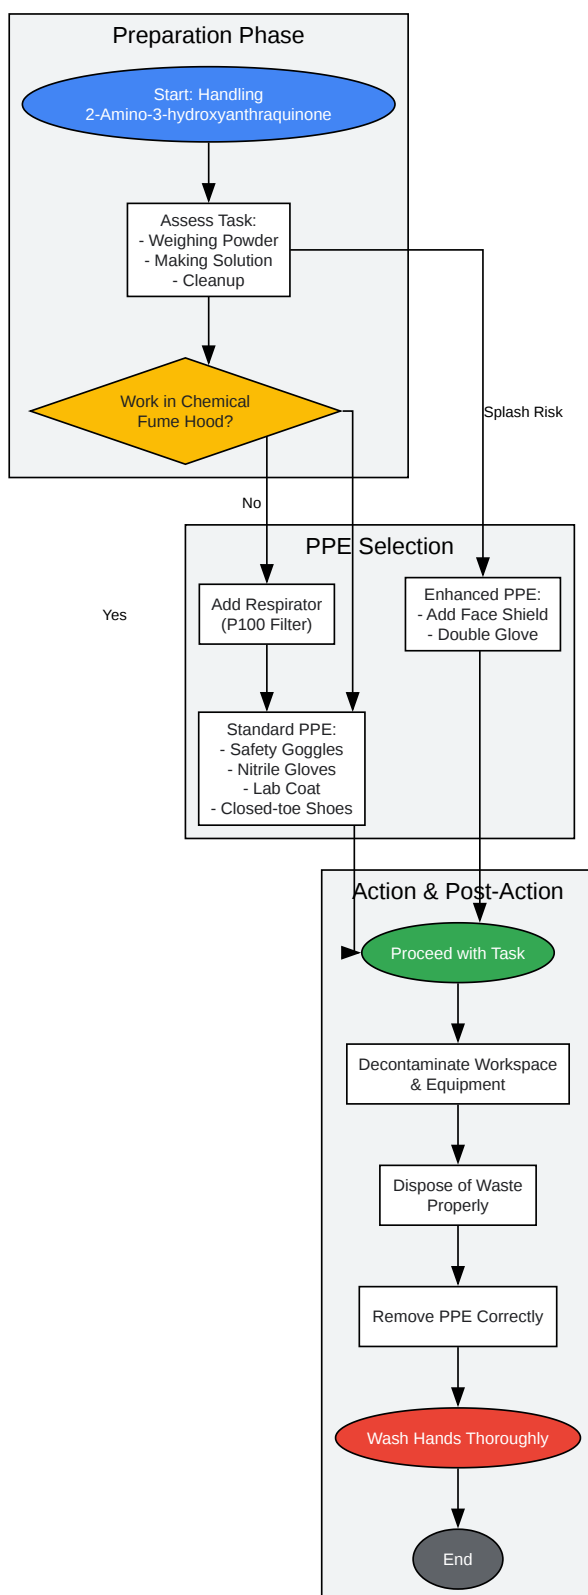 Preparation Phase
Start: Handling
2-Amino-3-hydroxyanthraquinone
Assess Task:
- Weighing Powder
- Making Solution
- Cleanup
Work in Chemical
Fume Hood?
Splash Risk
No
Yes
PPE Selection
Add Respirator
(P100 Filter)
Enhanced PPE:
- Add Face Shield
- Double Glove
Standard PPE:
- Safety Goggles
- Nitrile Gloves
- Lab Coat
- Closed-toe Shoes
Action & Post-Action
Proceed with Task
Decontaminate Workspace
& Equipment
Dispose of Waste
Properly
Remove PPE Correctly
Wash Hands Thoroughly
End